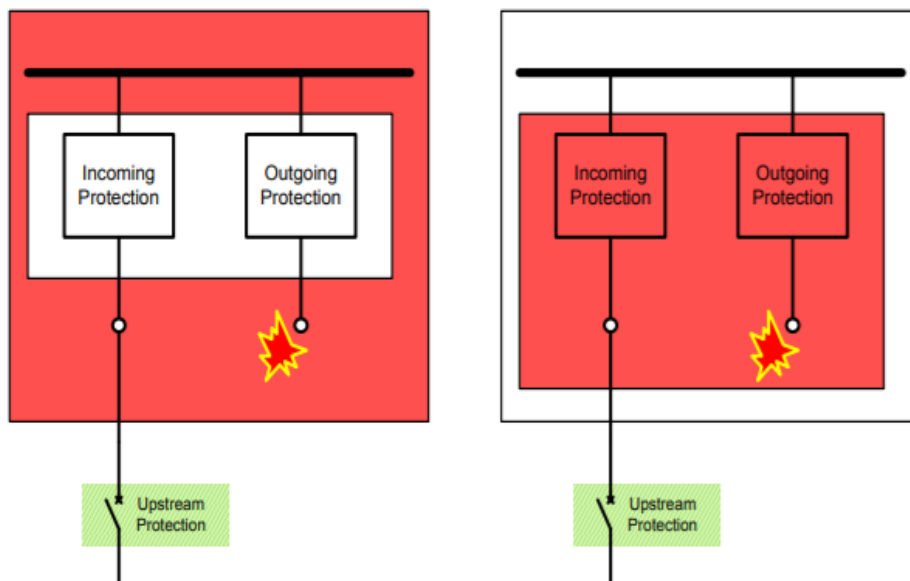 Incoming
Protection
Outgoing
Protection
Upstream
Protection
Incoming
Protection
Outgoing
Protection
Upstream
Protection